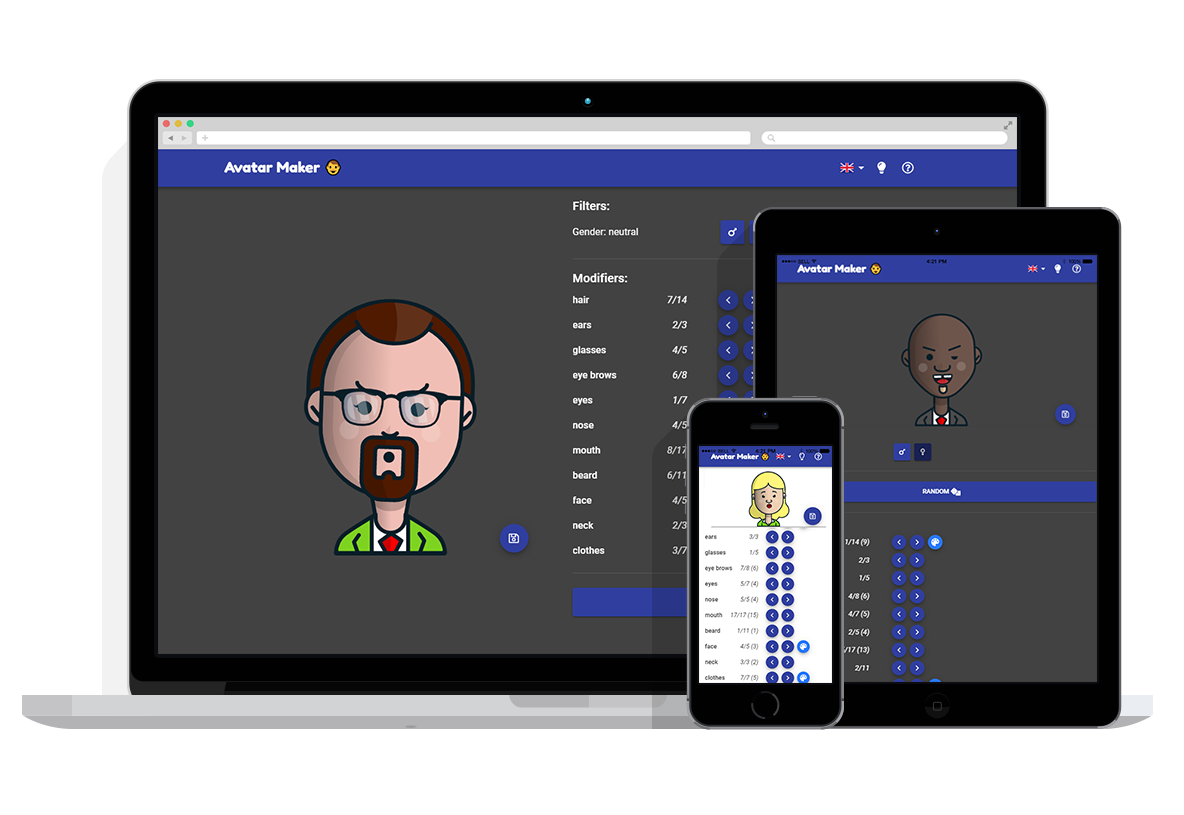 Avatar Maker
Filters:
Gender: neutral
Modifiers:
hair 7/14
ears 2/3
glasses 4/5
eye brows 6/8
eyes 1/7
nose 4/5
mouth 8/17
beard 6/11
face 4/5
neck 2/3
clothes 3/7
BELL 4:21 PM 100%
Avatar Maker
RANDOM
1/14 (9)
2/3
1/5
4/8 (6)
4/7 (5)
2/5 (4)
/17 (13)
2/11
4:21 PM 100%
Avatar Maker
ears 3/3
glasses 1/5
eye brows 7/8 (6)
eyes 5/7 (4)
nose 5/5 (4)
mouth 17/17 (15)
beard 1/11 (1)
face 4/5 (3)
neck 3/3 (2)
clothes 7/7 (5)